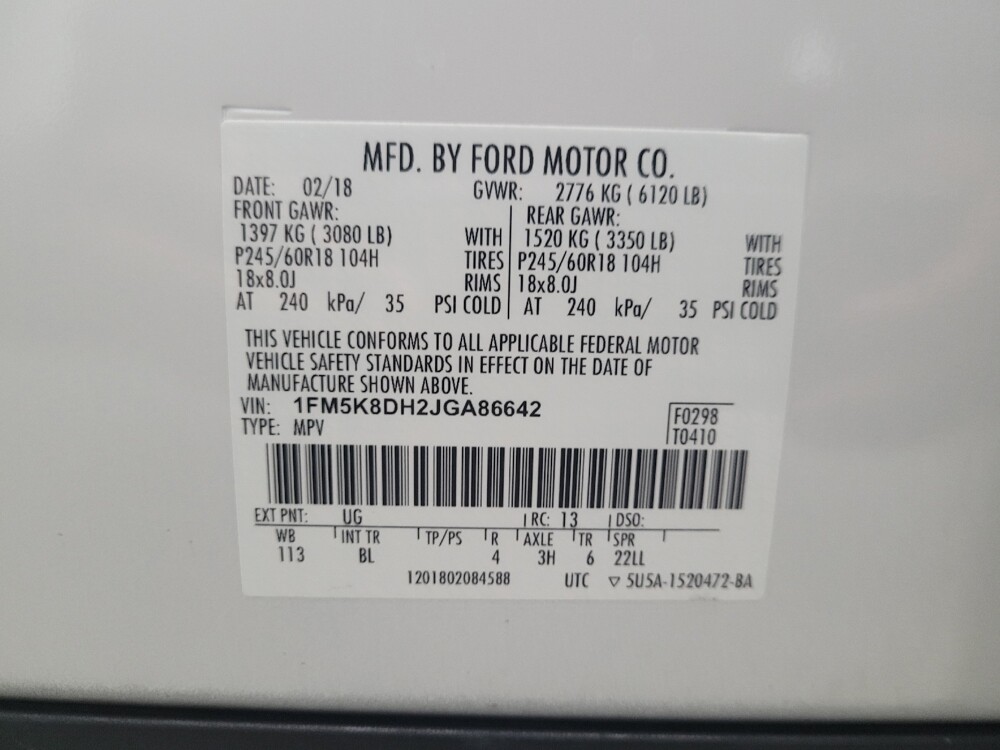 MFD. BY FORD MOTOR CO.
DATE: 02/18 GVWR: 2776 KG ( 6120 LB)
FRONT GAWR: REAR GAWR:
1397 KG ( 3080 LB) WITH 1520 KG ( 3350 LB) WITH
P245/60R18 104H TIRES P245/60R18 104H TIRES
18x8.0J RIMS 18x8.0J RIMS
AT 240 kPa/ 35 PSI COLD AT 240 kPa/ 35 PSI COLD
THIS VEHICLE CONFORMS TO ALL APPLICABLE FEDERAL MOTOR
VEHICLE SAFETY STANDARDS IN EFFECT ON THE DATE OF
MANUFACTURE SHOWN ABOVE.
VIN: 1FM5K8DH2JGA86642 F0298
TYPE: MPV T0410
EXT PNT: UG RC: 13 DSO:
WB INT TR TP/PS R AXLE TR SPR
113 BL 4 3H 6 22LL
1201802084588 UTC ▽ 5U5A-1520472-BA